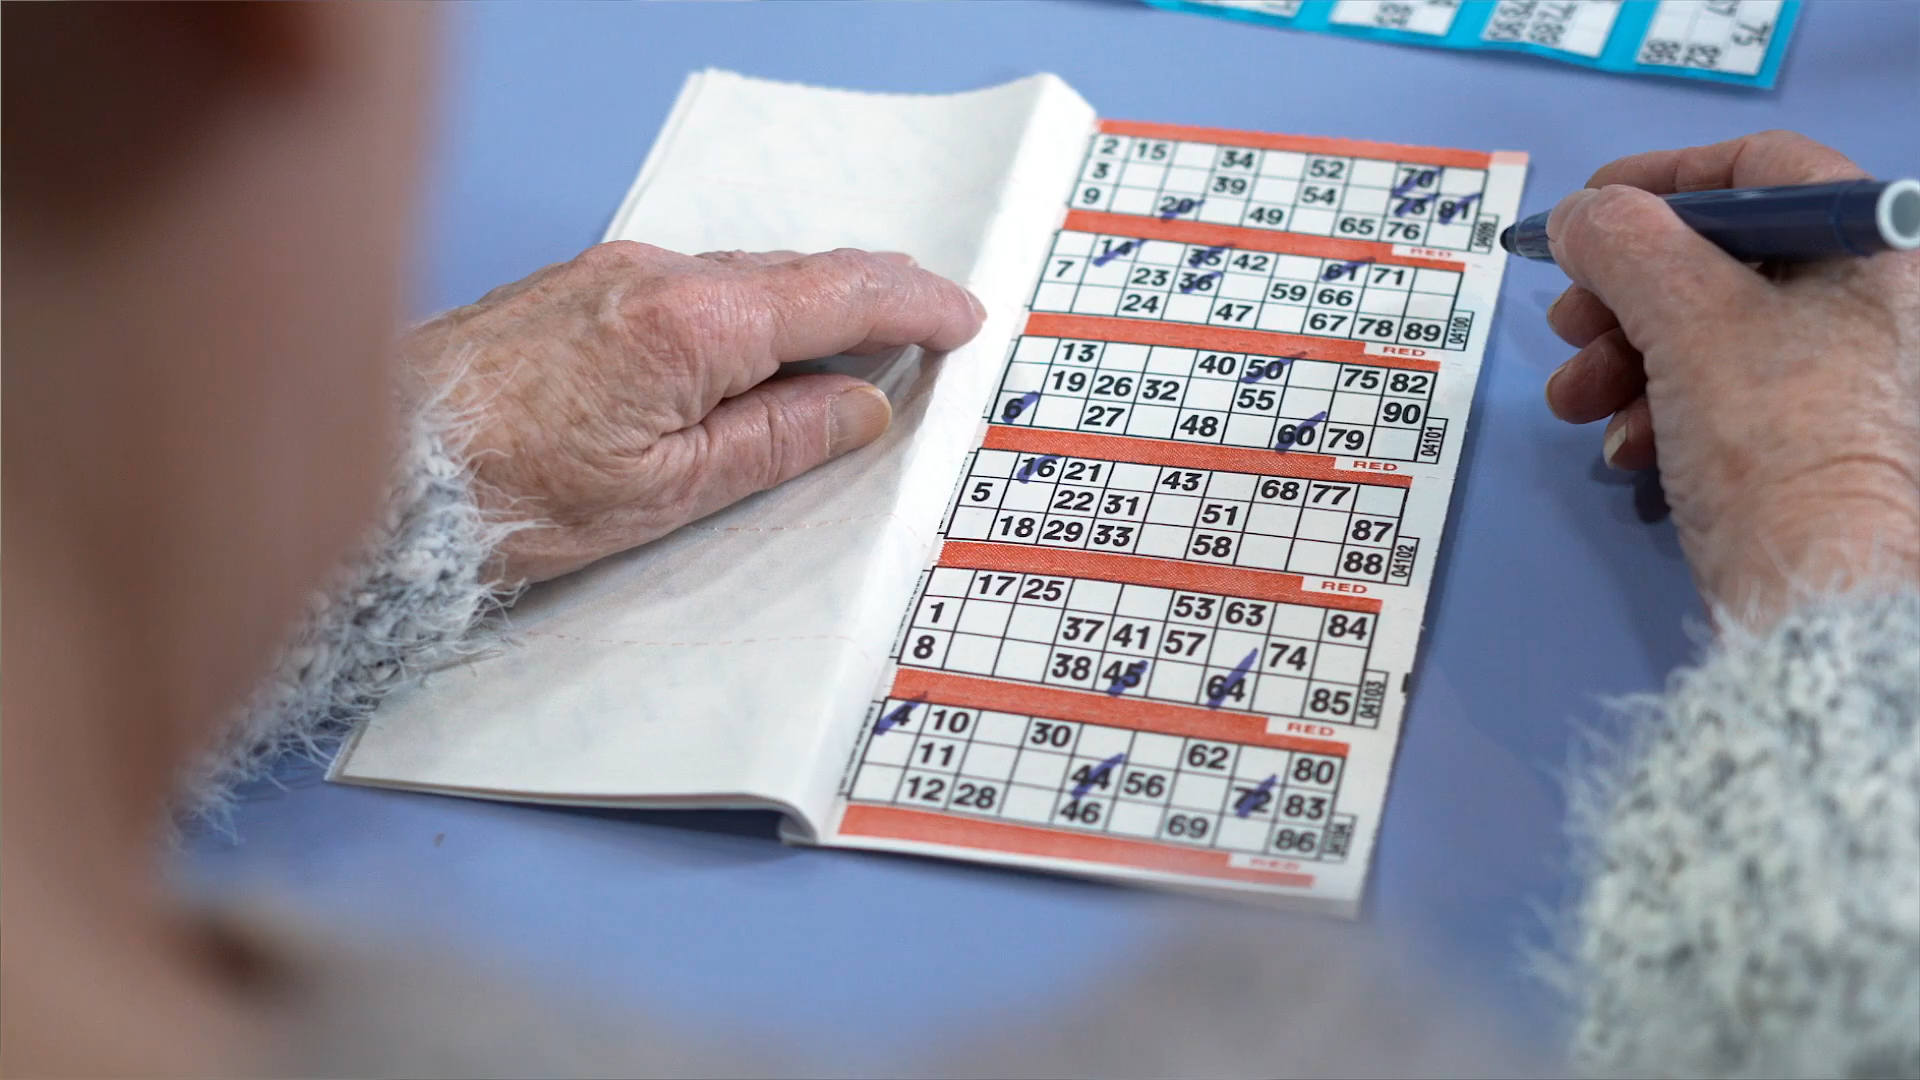 2 15 34 52 70
3 39 54 73 81
9 20 49 65 76
04099
RED
14 35 42 61 71
7 23 36 59 66
24 47 67 78 89
04100
RED
13 40 50 75 82
19 26 32 55 90
6 27 48 60 79
04101
RED
16 21 43 68 77
5 22 31 51 87
18 29 33 58 88
04102
RED
17 25 53 63 84
1 37 41 57 74
8 38 45 64 85
04103
RED
4 10 30 62 80
11 44 56 72 83
12 28 46 69 86
04104
RED